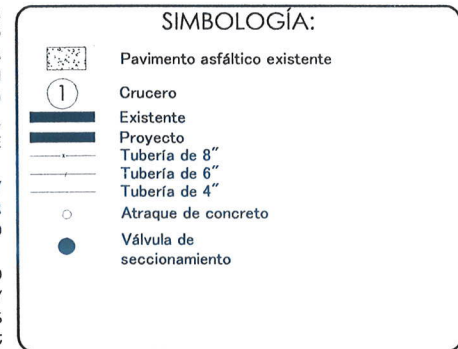 SIMBOLOGÍA:
Pavimento asfáltico existente
1
Crucero
Existente
Proyecto
Tubería de 8"
Tubería de 6"
Tubería de 4"
Atraque de concreto
Válvula de
seccionamiento